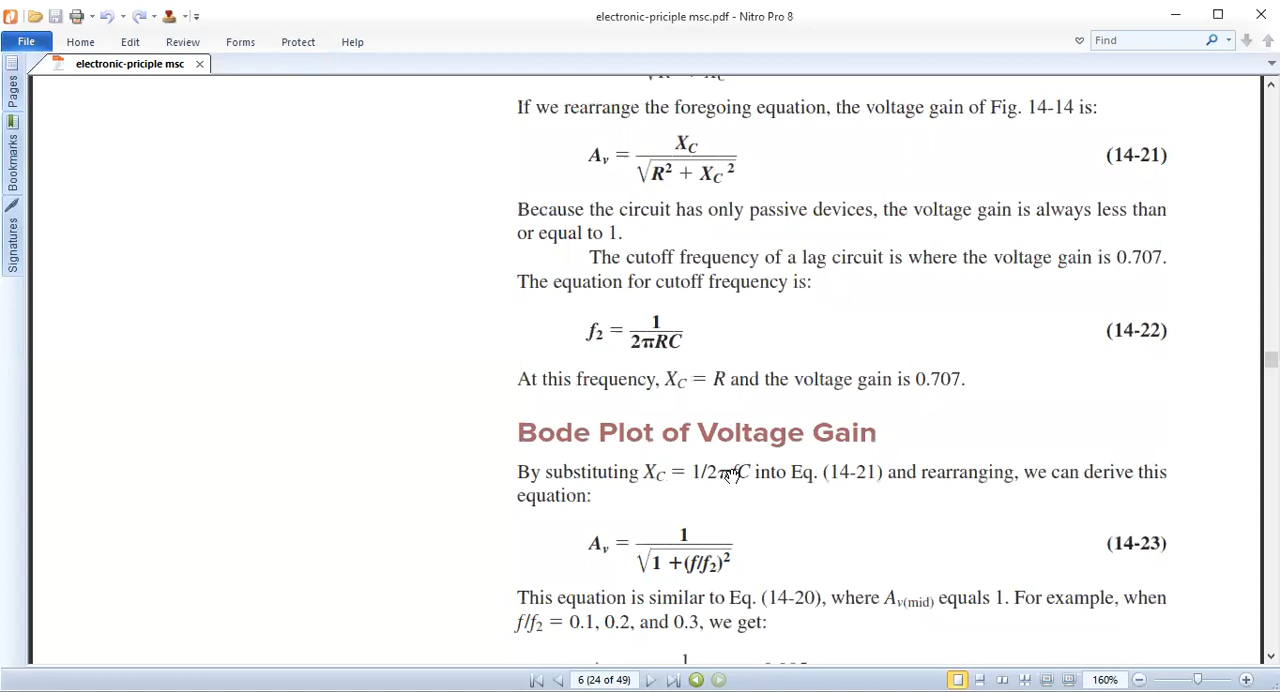 electronic-priciple msc.pdf - Nitro Pro 8
File Home Edit Review Forms Protect Help
Find
electronic-priciple msc
Pages
Bookmarks
Signatures
If we rearrange the foregoing equation, the voltage gain of Fig. 14-14 is:
A_v = X_C / √(R² + X_C²) (14-21)
Because the circuit has only passive devices, the voltage gain is always less than
or equal to 1.
The cutoff frequency of a lag circuit is where the voltage gain is 0.707.
The equation for cutoff frequency is:
f₂ = 1 / 2πRC (14-22)
At this frequency, X_C = R and the voltage gain is 0.707.
Bode Plot of Voltage Gain
By substituting X_C = 1/2πfC into Eq. (14-21) and rearranging, we can derive this
equation:
A_v = 1 / √(1 + (f/f₂)²) (14-23)
This equation is similar to Eq. (14-20), where A_v(mid) equals 1. For example, when
f/f₂ = 0.1, 0.2, and 0.3, we get:
6 (24 of 49)
160%